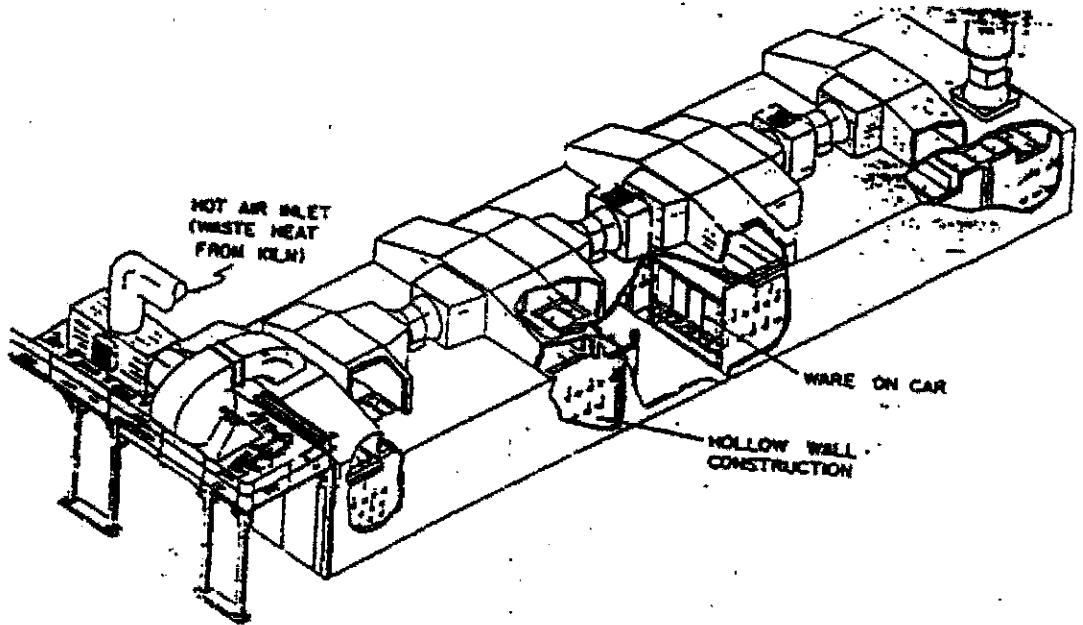 HOT AIR INLET
(WASTE HEAT
FROM KILN)
WARE ON CAR
HOLLOW WALL
CONSTRUCTION